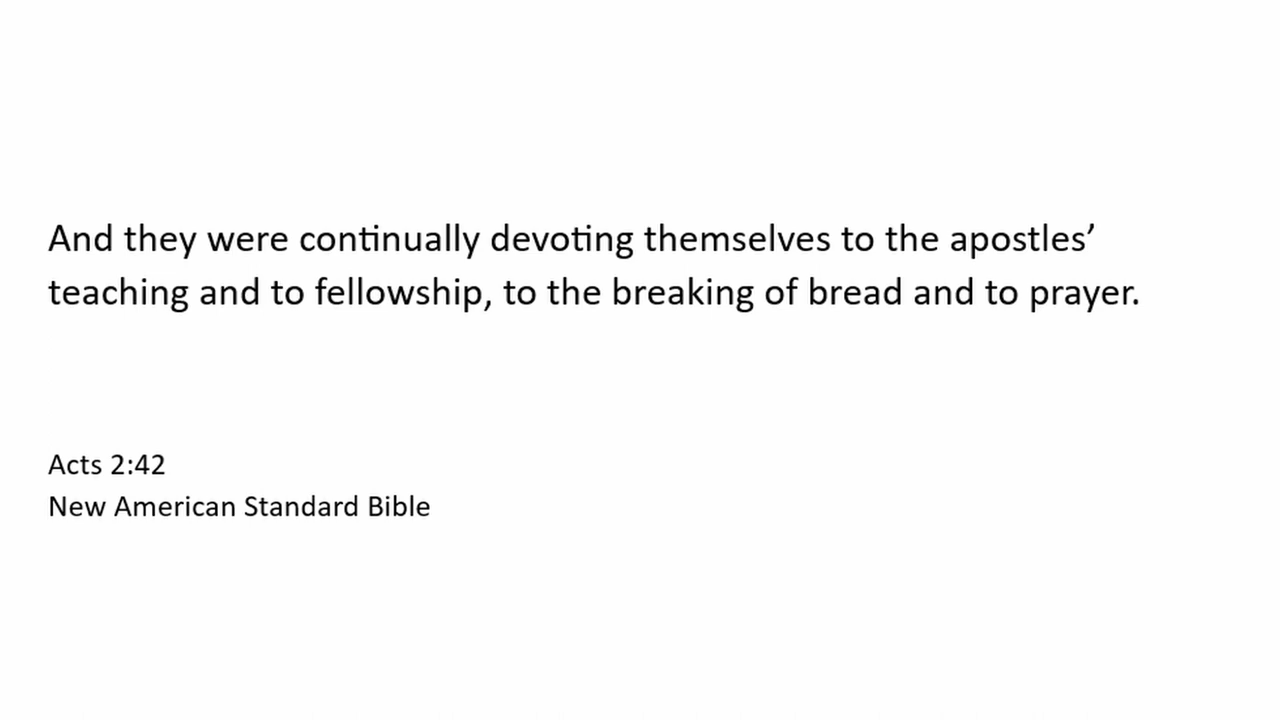 And they were continually devoting themselves to the apostles’
teaching and to fellowship, to the breaking of bread and to prayer.
Acts 2:42
New American Standard Bible